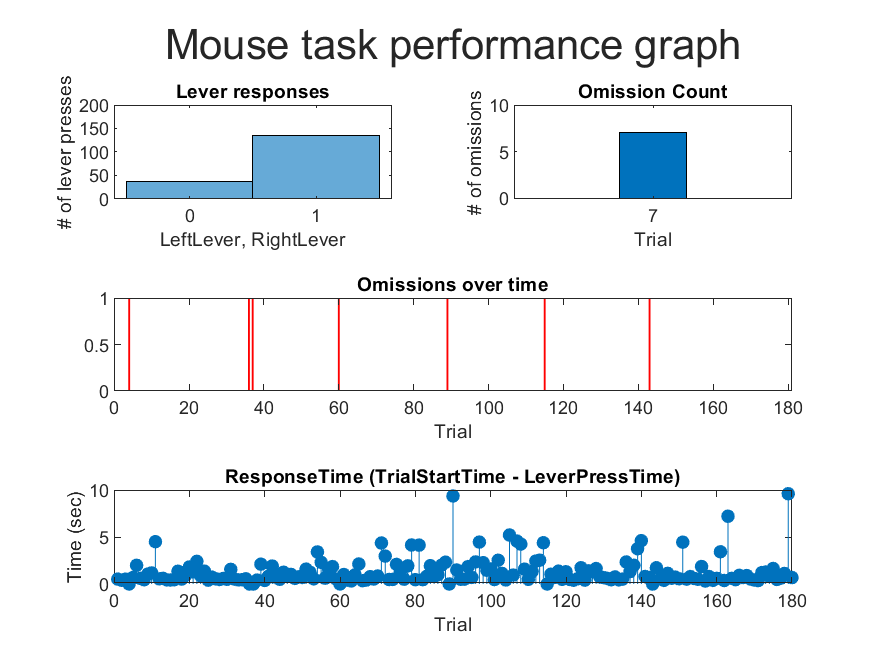 Mouse task performance graph
Lever responses
# of lever presses
200
150
100
50
0
0 1
LeftLever, RightLever
Omission Count
# of omissions
10
5
0
7
Trial
Omissions over time
1
0.5
0
0 20 40 60 80 100 120 140 160 180
Trial
ResponseTime (TrialStartTime - LeverPressTime)
Time (sec)
10
5
0
0 20 40 60 80 100 120 140 160 180
Trial